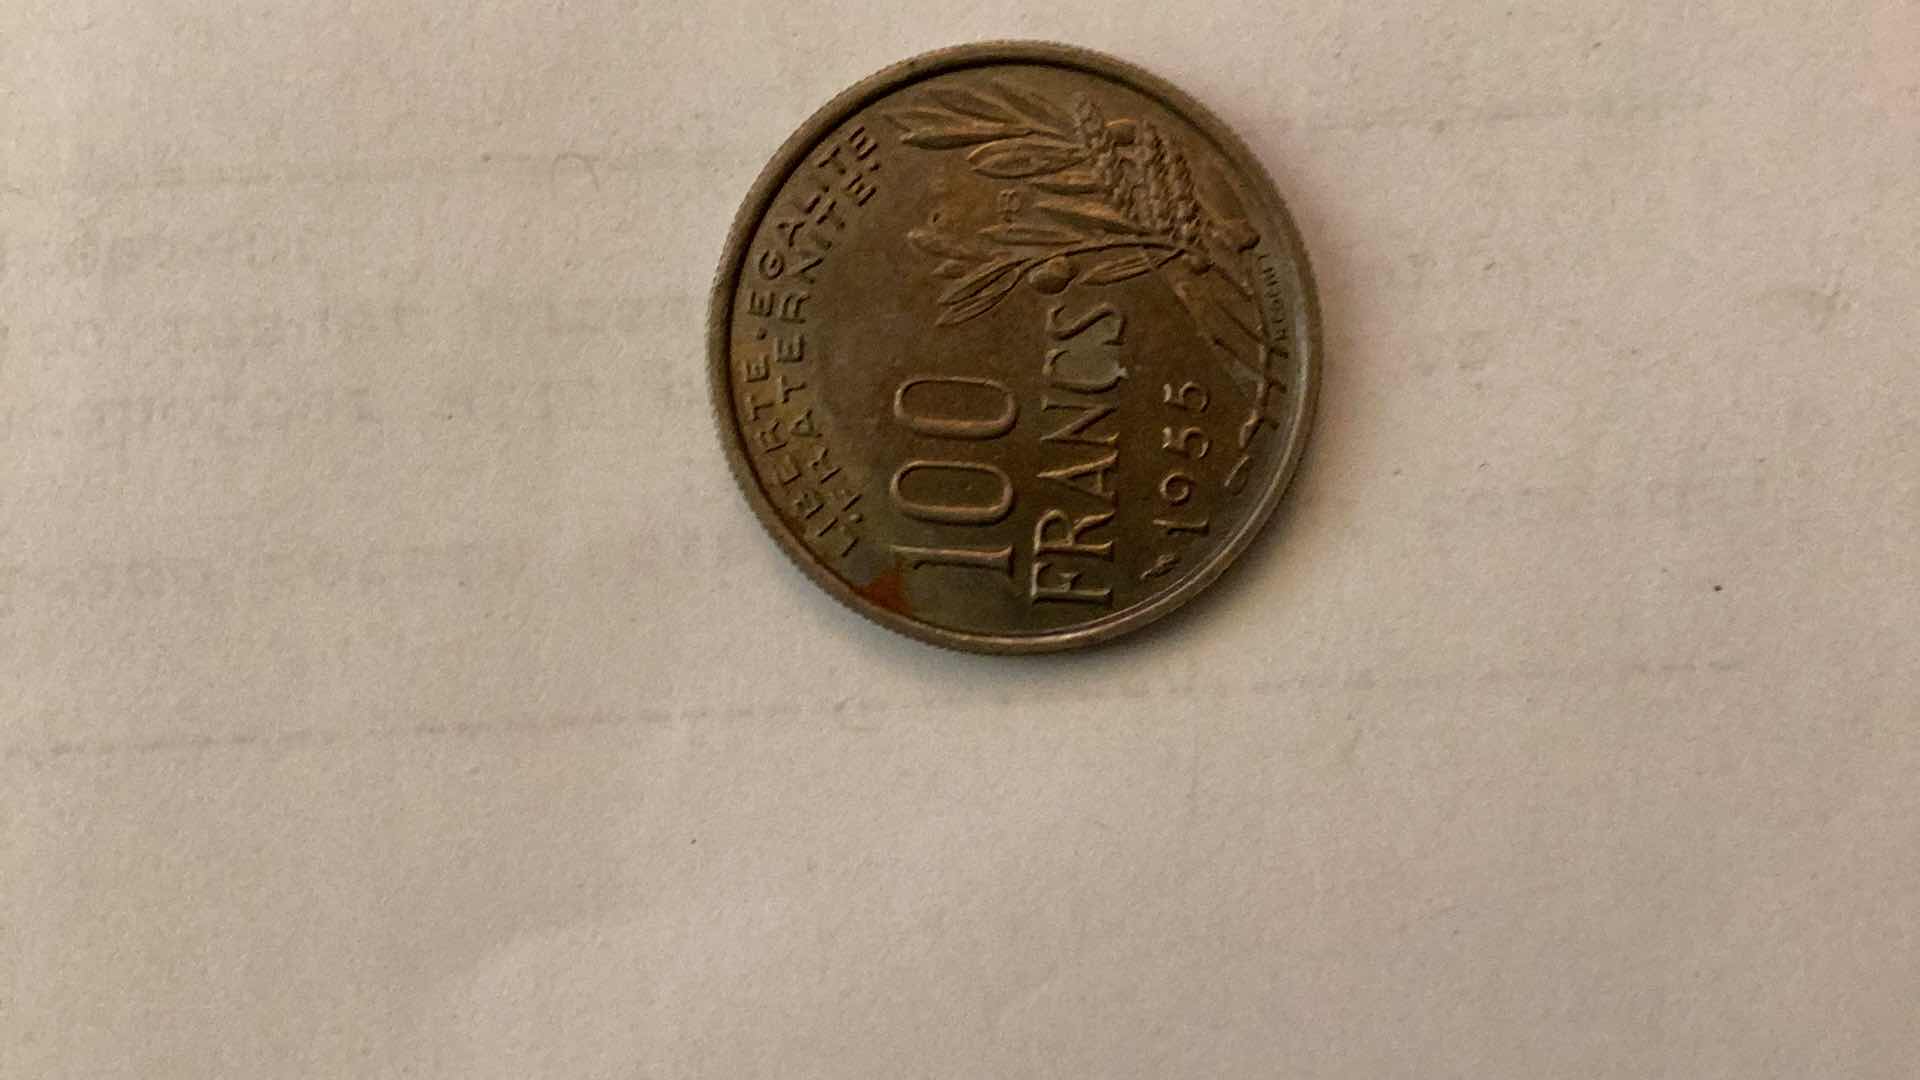 LIBERTE·EGALITE
·FRATERNITE·
100
FRANCS
1955